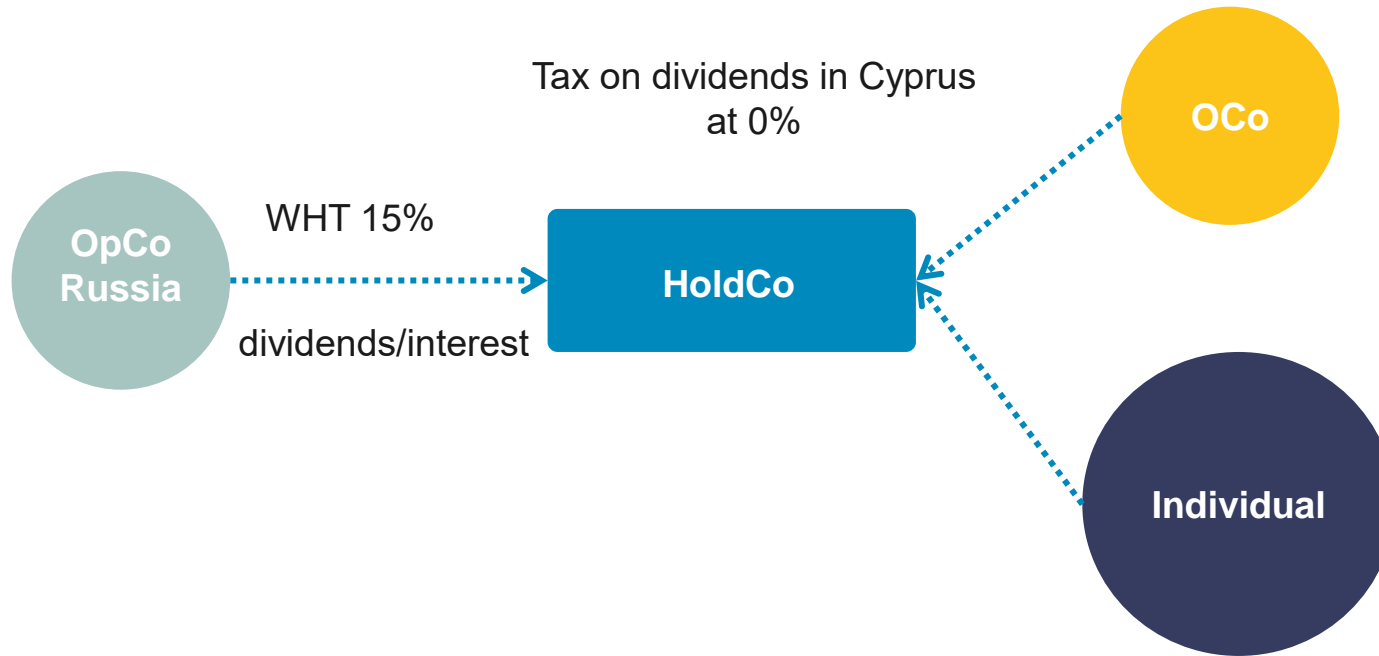 Tax on dividends in Cyprus
at 0%
OCo
WHT 15%
OpCo
Russia
HoldCo
dividends/interest
Individual